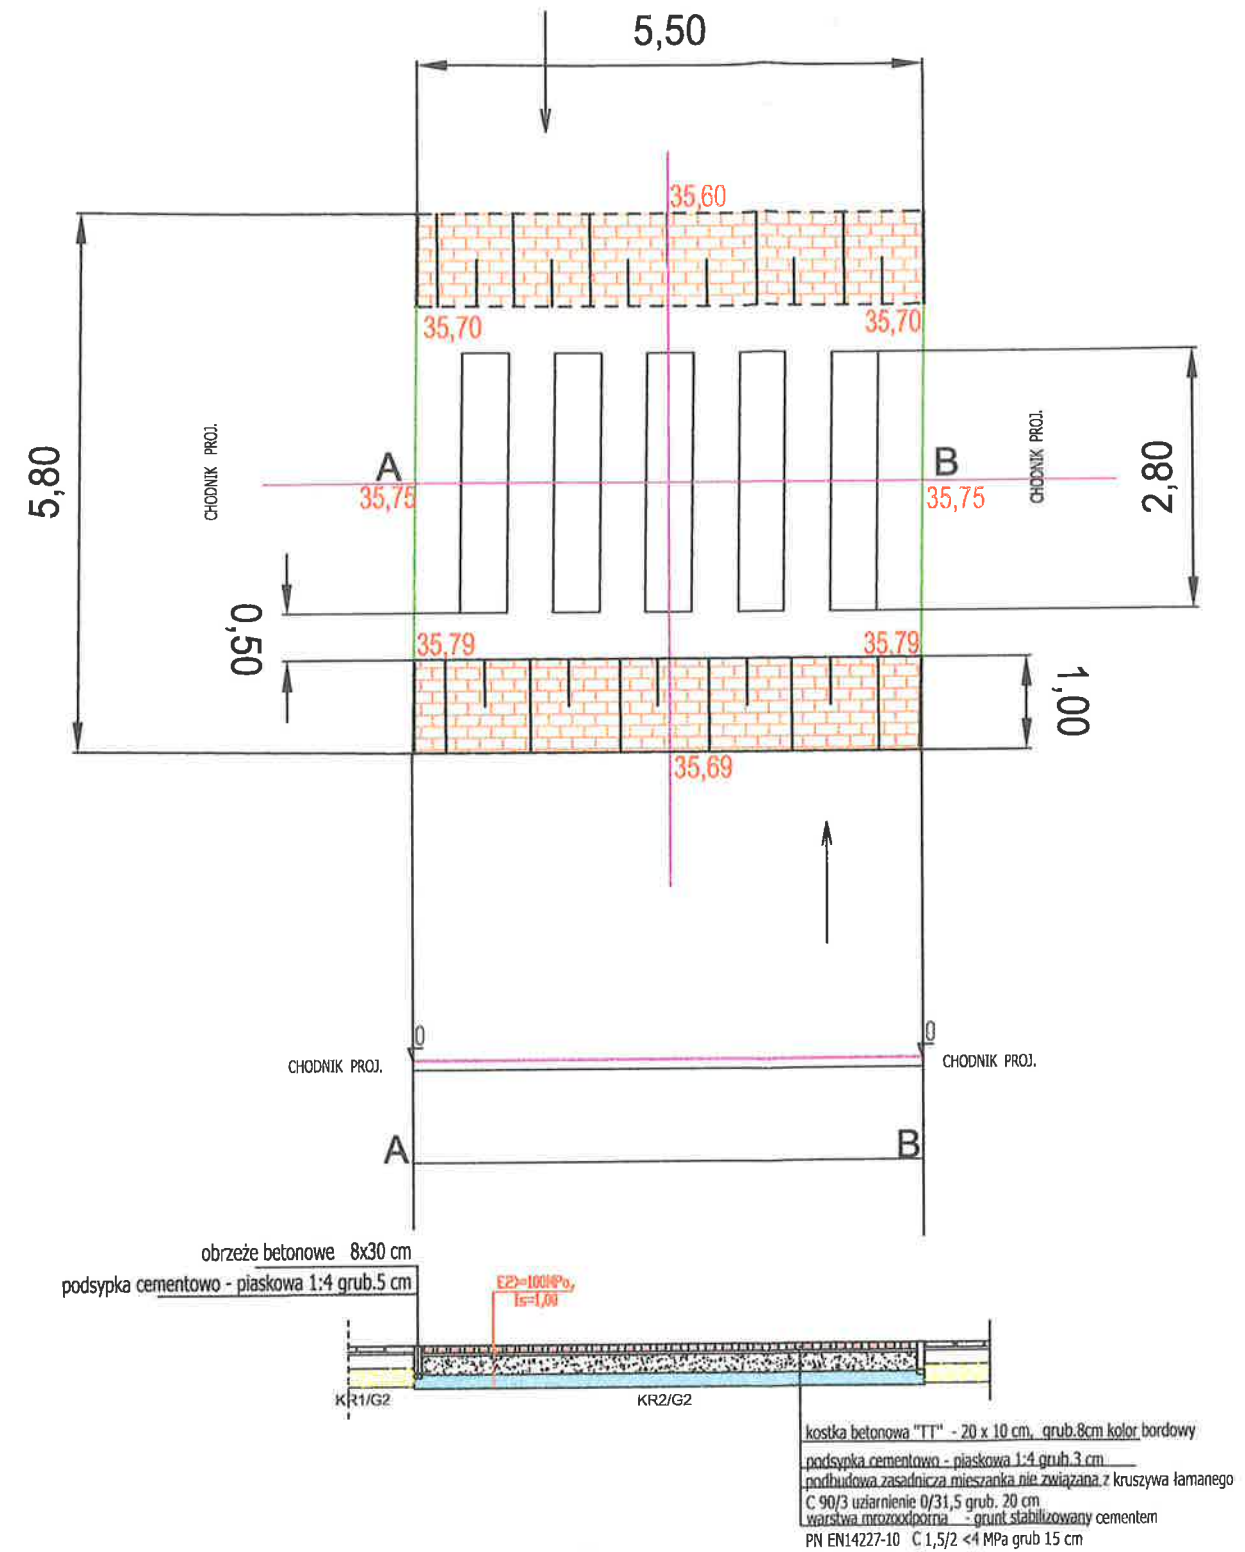 5,50
35,60
35,70
35,70
5,80
CHODNIK PROJ.
A
35,75
B
35,75
CHODNIK PROJ.
2,80
0,50
35,79
35,79
1,00
35,69
0
0
CHODNIK PROJ.
CHODNIK PROJ.
A
B
obrzeże betonowe 8x30 cm
podsypka cementowo - piaskowa 1:4 grub.5 cm
E2>=100MPa,
Is=1,00
KR1/G2
KR2/G2
kostka betonowa "TT" - 20 x 10 cm, grub.8cm kolor bordowy
podsypka cementowo - piaskowa 1:4 grub.3 cm
podbudowa zasadnicza mieszanka nie związana z kruszywa łamanego
C 90/3 uziarnienie 0/31,5 grub. 20 cm
warstwa mrozoodporna - grunt stabilizowany cementem
PN EN14227-10 C 1,5/2 <4 MPa grub 15 cm